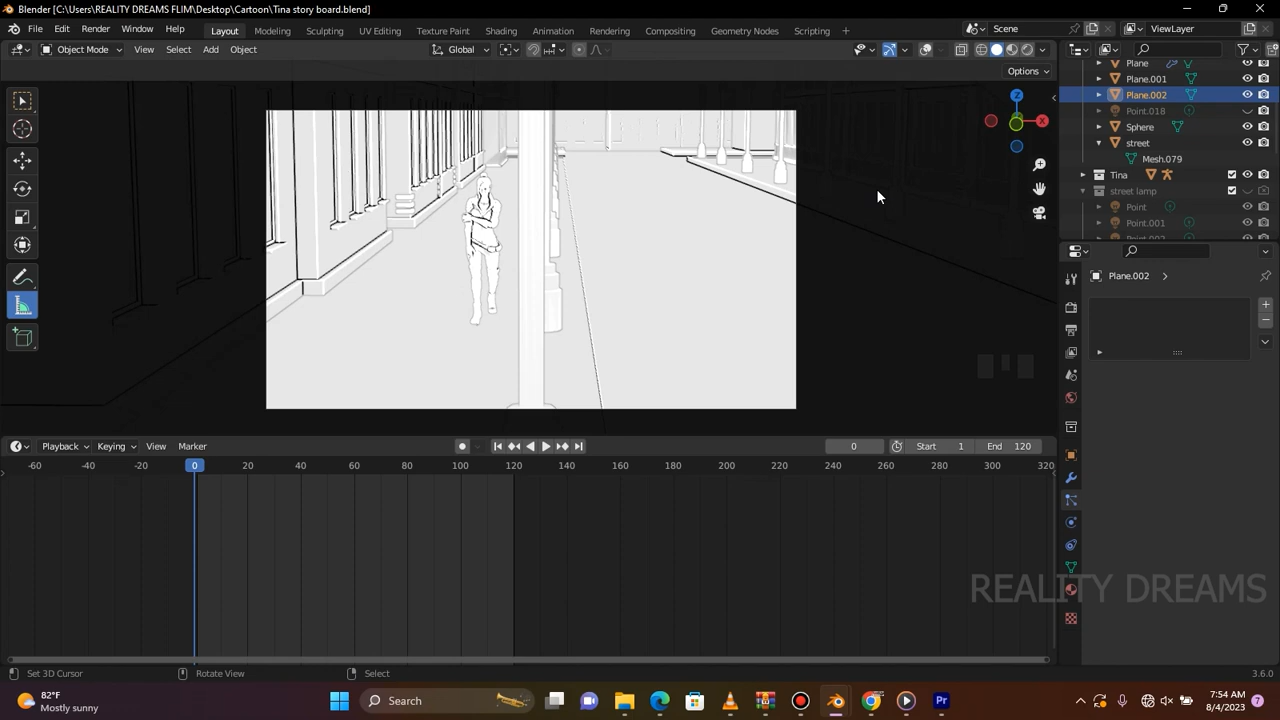 Blender [C:\Users\REALITY DREAMS FLIM\Desktop\Cartoon\Tina story board.blend]
File Edit Render Window Help Layout Modeling Sculpting UV Editing Texture Paint Shading Animation Rendering Compositing Geometry Nodes Scripting + Scene ViewLayer
Object Mode View Select Add Object Global
Options
Plane
Plane.001
Plane.002
Point.018
Sphere
street
Mesh.079
Tina
street lamp
Point
Point.001
Z
X
Plane.002
Playback Keying View Marker 0 Start 1 End 120
-60 -40 -20 0 20 40 60 80 100 120 140 160 180 200 220 240 260 280 300 320
REALITY DREAMS
Set 3D Cursor Rotate View Select 3.6.0
82°F
Mostly sunny
Search
Pr
7:54 AM
8/4/2023
7